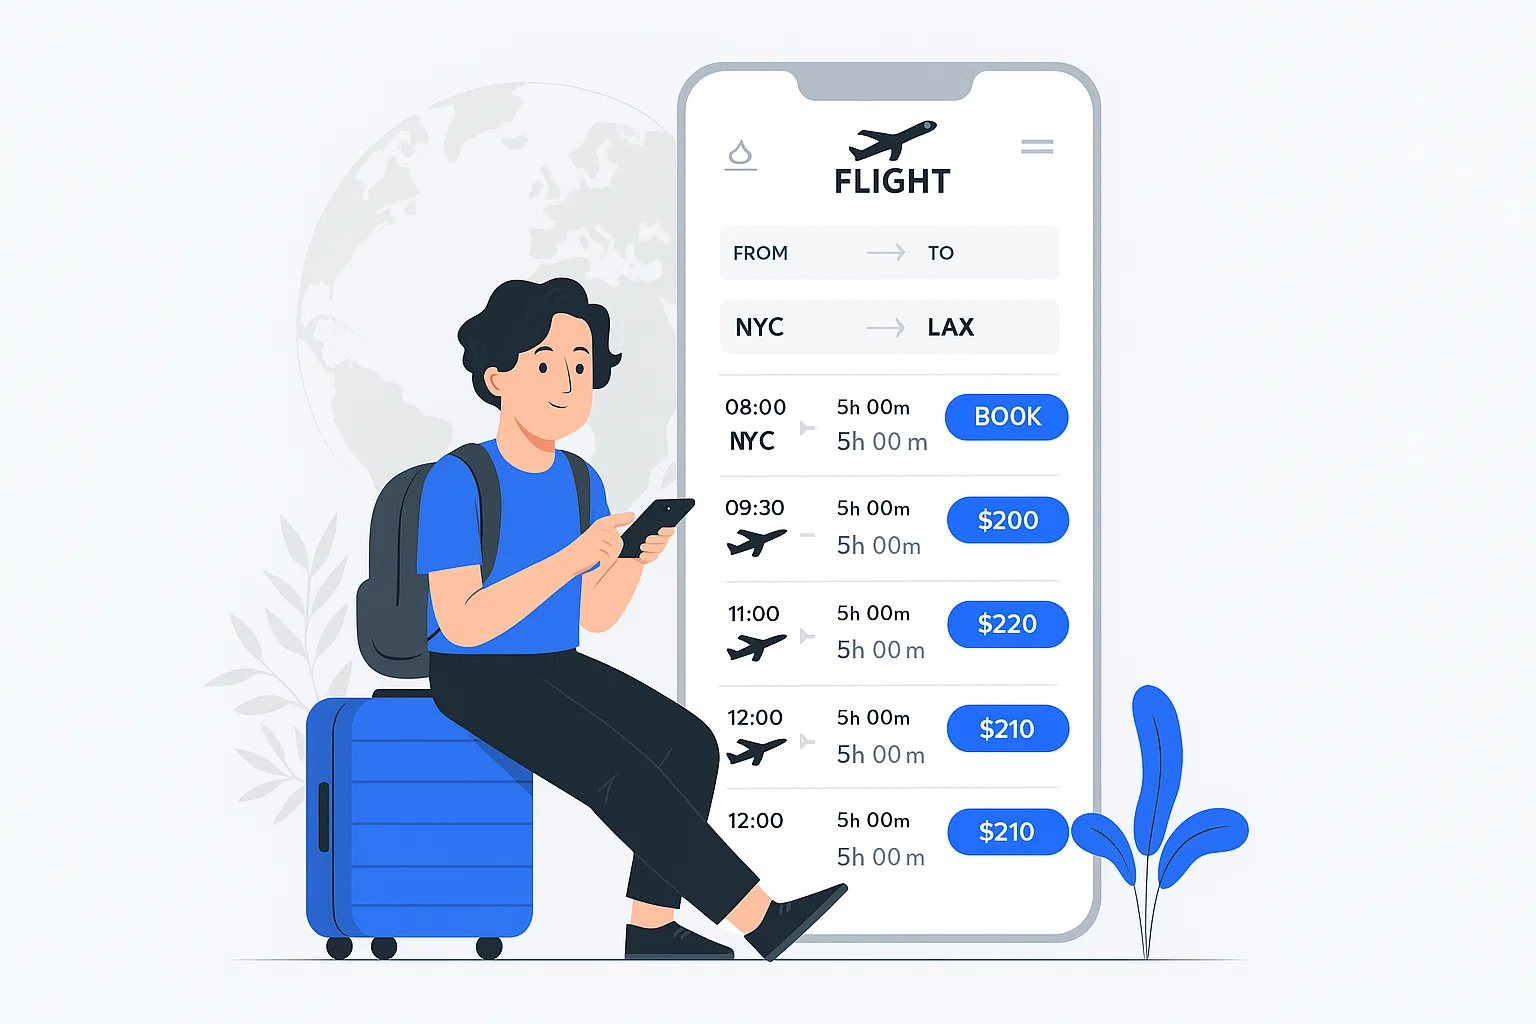 FLIGHT
FROM → TO
NYC → LAX
08:00 5h 00m BOOK
NYC 5h 00 m
09:30 5h 00m $200
5h 00m
11:00 5h 00m $220
5h 00 m
12:00 5h 00m $210
5h 00 m
12:00 5h 00m $210
5h 00 m